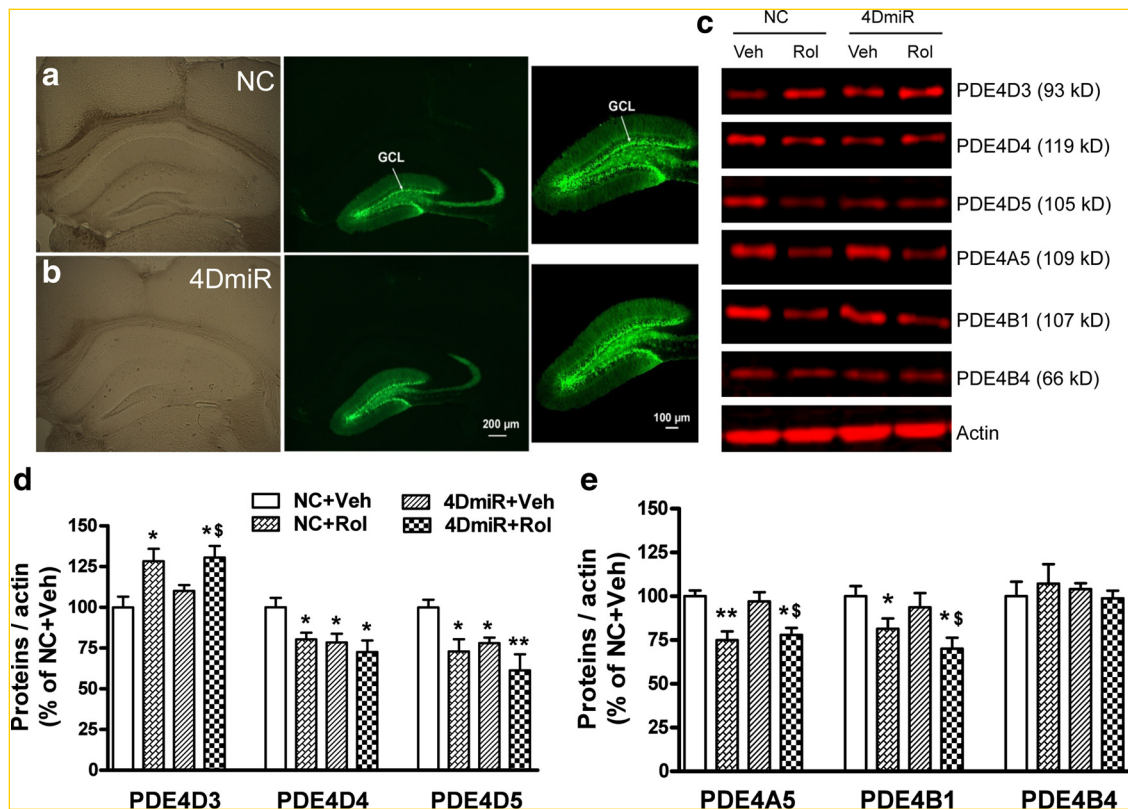 a
NC
GCL
GCL
b
4DmiR
200 µm
100 µm
c
NC 4DmiR
Veh Rol Veh Rol
PDE4D3 (93 kD)
PDE4D4 (119 kD)
PDE4D5 (105 kD)
PDE4A5 (109 kD)
PDE4B1 (107 kD)
PDE4B4 (66 kD)
Actin
d
NC+Veh 4DmiR+Veh
NC+Rol 4DmiR+Rol
Proteins / actin
(% of NC+Veh)
150
125
100
75
50
25
0
* *$
* * *
* * **
PDE4D3 PDE4D4 PDE4D5
e
Proteins / actin
(% of NC+Veh)
150
125
100
75
50
25
0
** *$
* *$
PDE4A5 PDE4B1 PDE4B4